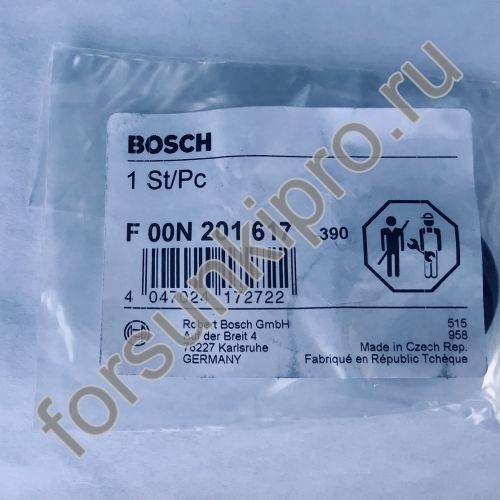 BOSCH
1 St/Pc
F 00N 201 617 390
4 047024 172722
Robert Bosch GmbH
Auf der Breit 4
76227 Karlsruhe
GERMANY
515
958
Made in Czech Rep.
Fabriqué en République Tchèque
forsunkipro.ru